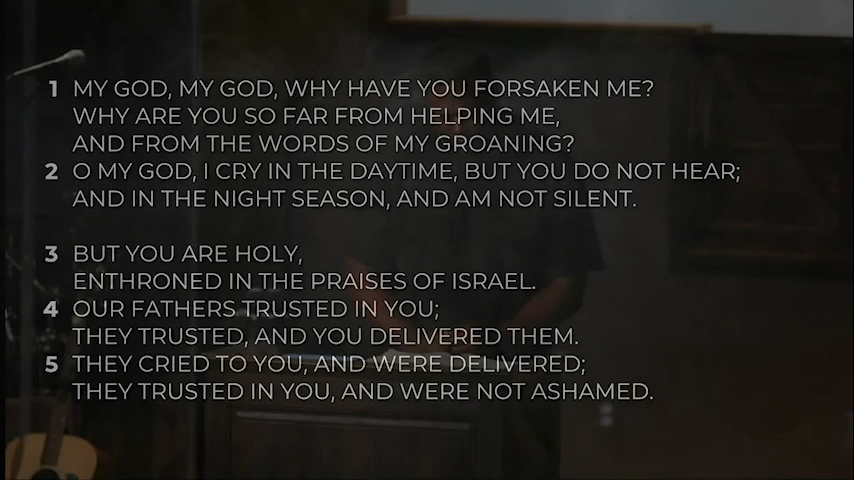 1 MY GOD, MY GOD, WHY HAVE YOU FORSAKEN ME?
WHY ARE YOU SO FAR FROM HELPING ME,
AND FROM THE WORDS OF MY GROANING?
2 O MY GOD, I CRY IN THE DAYTIME, BUT YOU DO NOT HEAR;
AND IN THE NIGHT SEASON, AND AM NOT SILENT.
3 BUT YOU ARE HOLY,
ENTHRONED IN THE PRAISES OF ISRAEL.
4 OUR FATHERS TRUSTED IN YOU;
THEY TRUSTED, AND YOU DELIVERED THEM.
5 THEY CRIED TO YOU, AND WERE DELIVERED;
THEY TRUSTED IN YOU, AND WERE NOT ASHAMED.